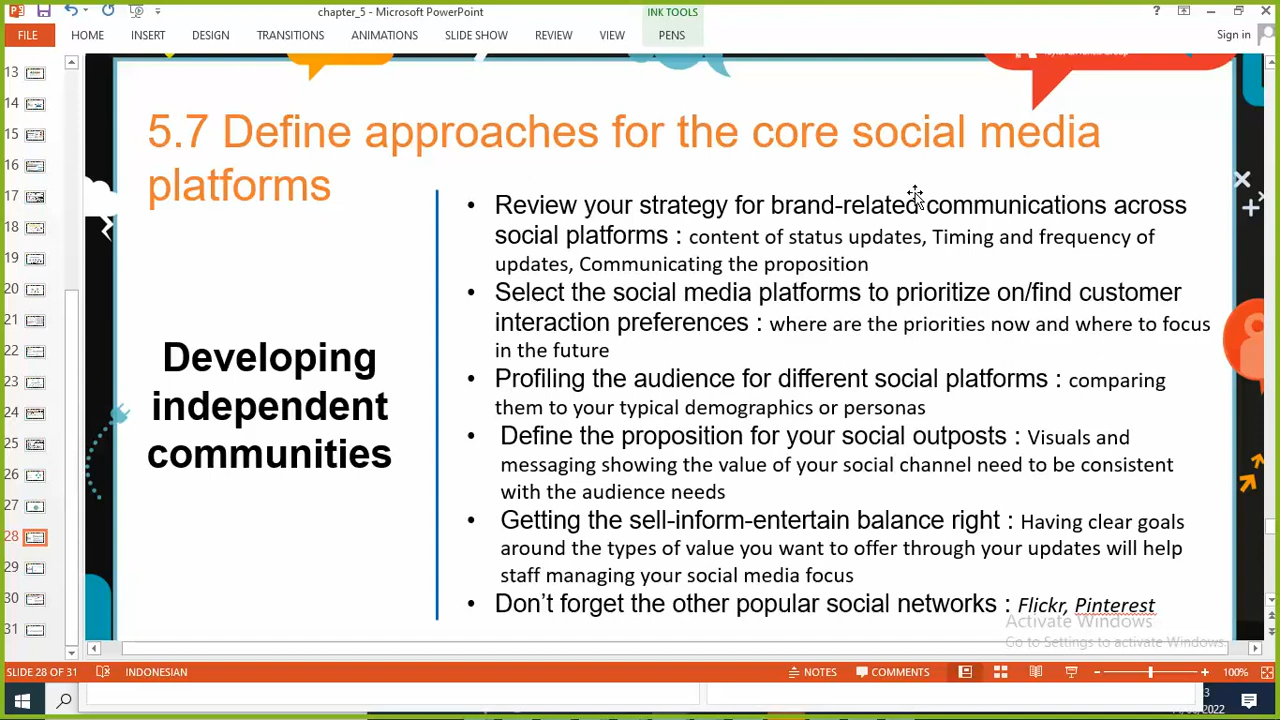 chapter_5 - Microsoft PowerPoint
INK TOOLS
FILE
HOME
INSERT
DESIGN
TRANSITIONS
ANIMATIONS
SLIDE SHOW
REVIEW
VIEW
PENS
Sign in
13
14
15
16
17
18
19
20
21
22
23
24
25
26
27
28
29
30
31
5.7 Define approaches for the core social media
platforms
Developing
independent
communities
• Review your strategy for brand-related communications across
social platforms : content of status updates, Timing and frequency of
updates, Communicating the proposition
• Select the social media platforms to prioritize on/find customer
interaction preferences : where are the priorities now and where to focus
in the future
• Profiling the audience for different social platforms : comparing
them to your typical demographics or personas
• Define the proposition for your social outposts : Visuals and
messaging showing the value of your social channel need to be consistent
with the audience needs
• Getting the sell-inform-entertain balance right : Having clear goals
around the types of value you want to offer through your updates will help
staff managing your social media focus
• Don’t forget the other popular social networks : Flickr, Pinterest
Activate Windows
Go to Settings to activate Windows.
SLIDE 28 OF 31
INDONESIAN
NOTES
COMMENTS
100%